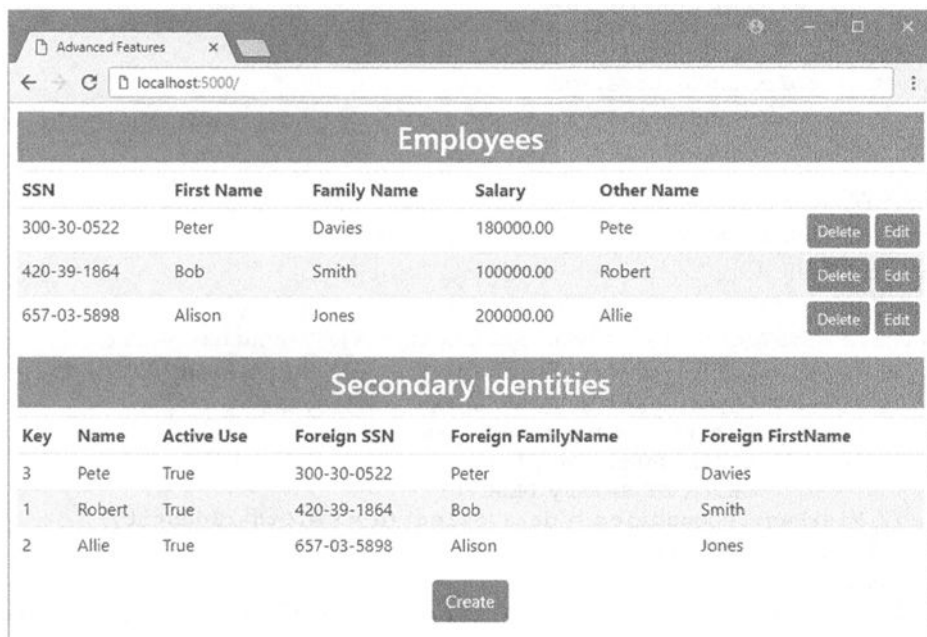 Advanced Features
localhost:5000/
Employees
SSN First Name Family Name Salary Other Name
300-30-0522 Peter Davies 180000.00 Pete Delete Edit
420-39-1864 Bob Smith 100000.00 Robert Delete Edit
657-03-5898 Alison Jones 200000.00 Allie Delete Edit
Secondary Identities
Key Name Active Use Foreign SSN Foreign FamilyName Foreign FirstName
3 Pete True 300-30-0522 Peter Davies
1 Robert True 420-39-1864 Bob Smith
2 Allie True 657-03-5898 Alison Jones
Create